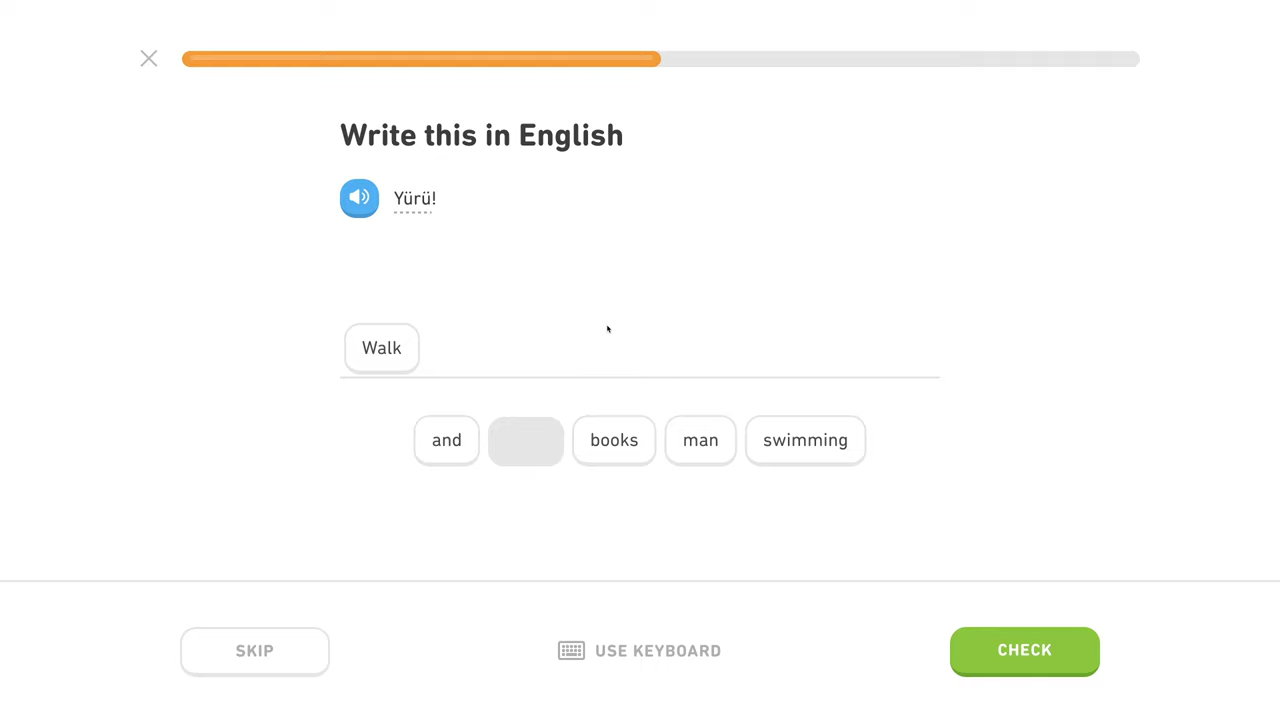 Write this in English
Yürü!
Walk
and books man swimming
SKIP USE KEYBOARD CHECK